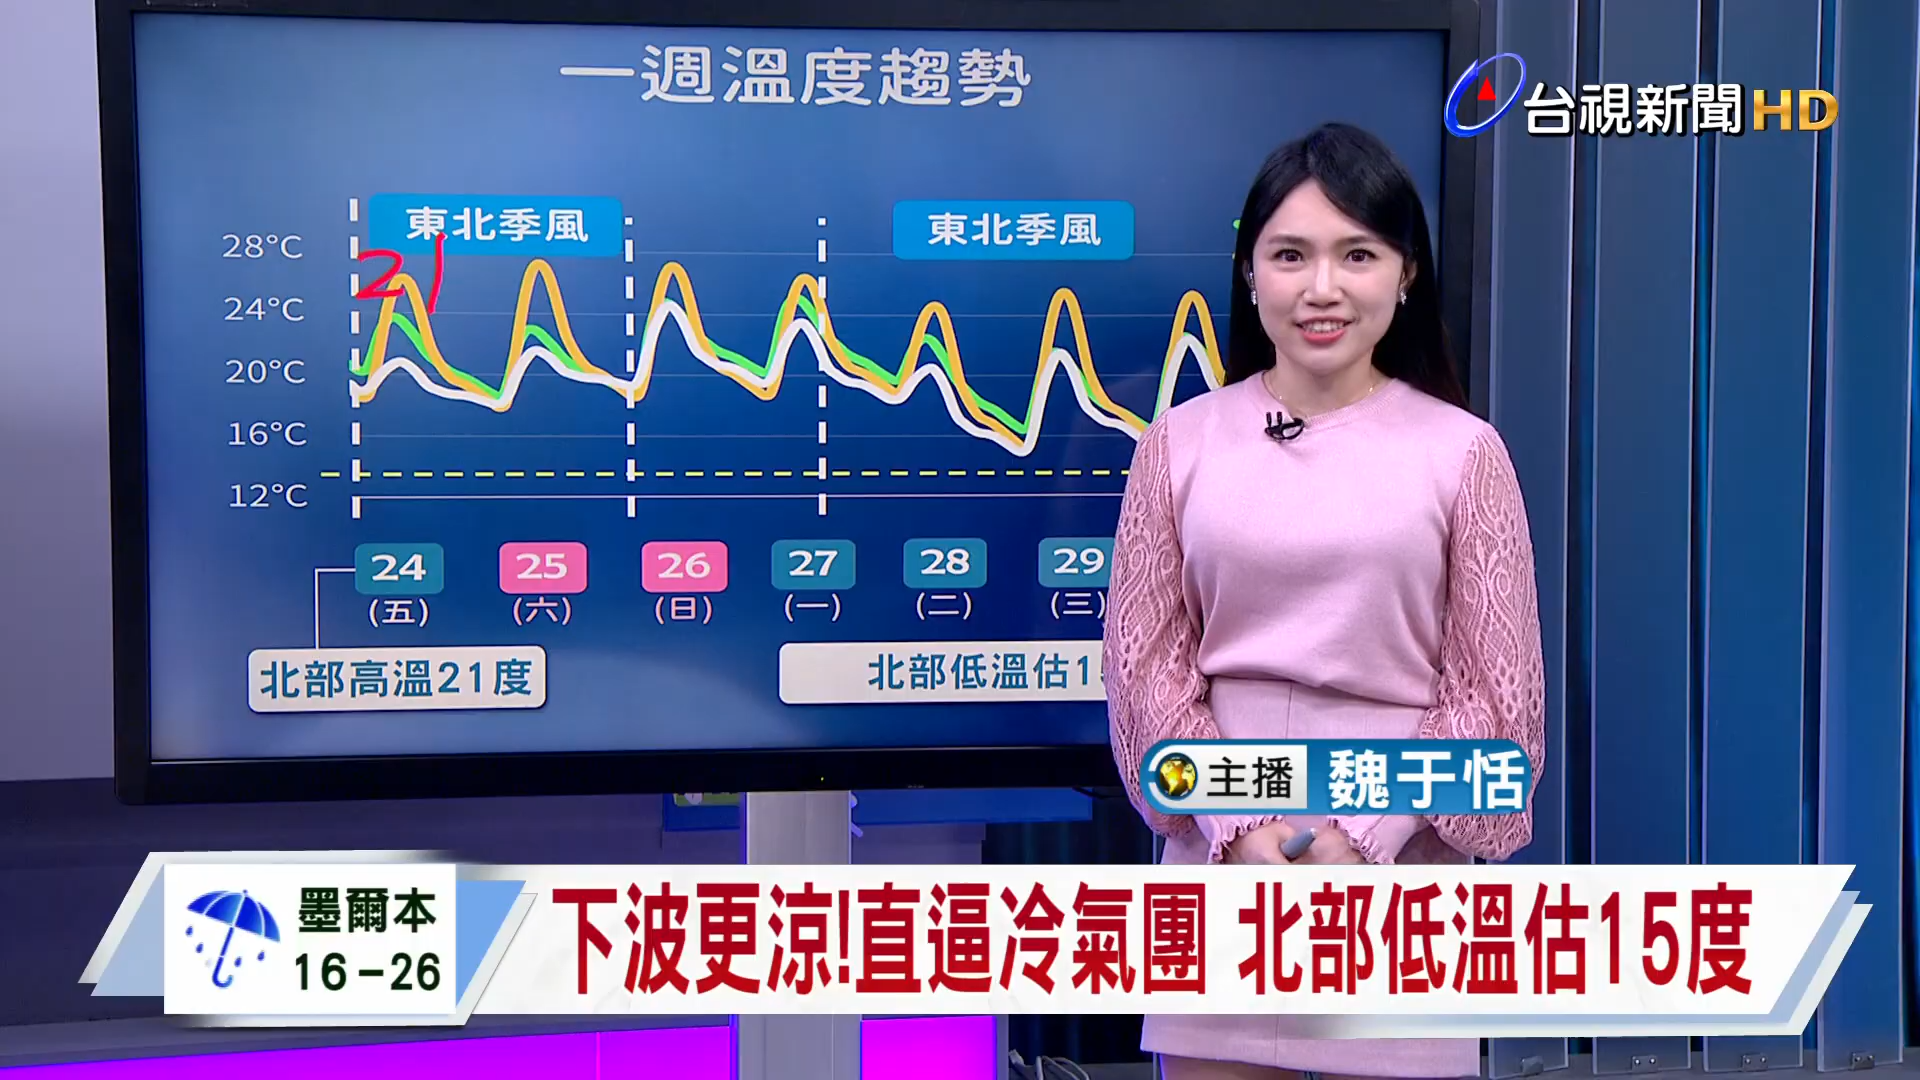 一週溫度趨勢
台視新聞HD
東北季風
東北季風
28°C
21
24°C
20°C
16°C
12°C
24
25
26
27
28
29
(五)
(六)
(日)
(一)
(二)
(三)
北部高溫21度
北部低溫估1
主播 魏于恬
墨爾本
16-26
下波更涼!直逼冷氣團 北部低溫估15度